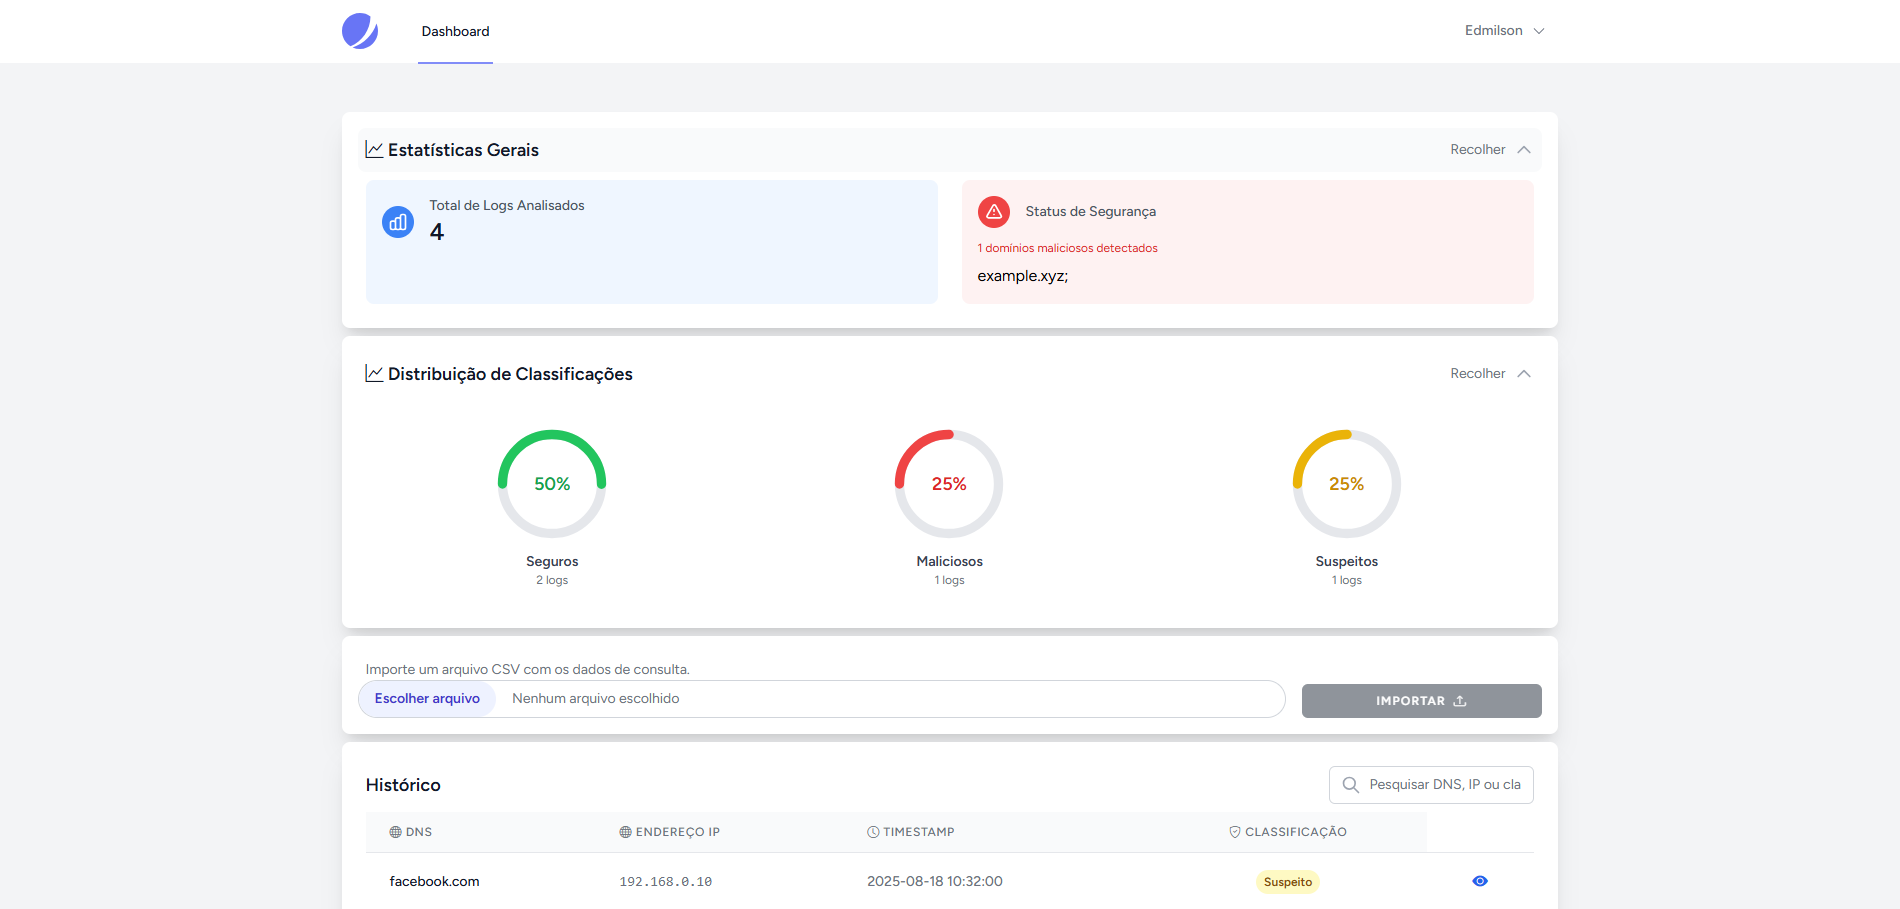 Dashboard
Edmilson
Estatísticas Gerais
Recolher
Total de Logs Analisados
4
Status de Segurança
1 domínios maliciosos detectados
example.xyz;
Distribuição de Classificações
Recolher
50%
25%
25%
Seguros
Maliciosos
Suspeitos
2 logs
1 logs
1 logs
Importe um arquivo CSV com os dados de consulta.
Escolher arquivo
Nenhum arquivo escolhido
IMPORTAR
Histórico
Pesquisar DNS, IP ou cla
DNS
ENDEREÇO IP
TIMESTAMP
CLASSIFICAÇÃO
facebook.com
192.168.0.10
2025-08-18 10:32:00
Suspeito